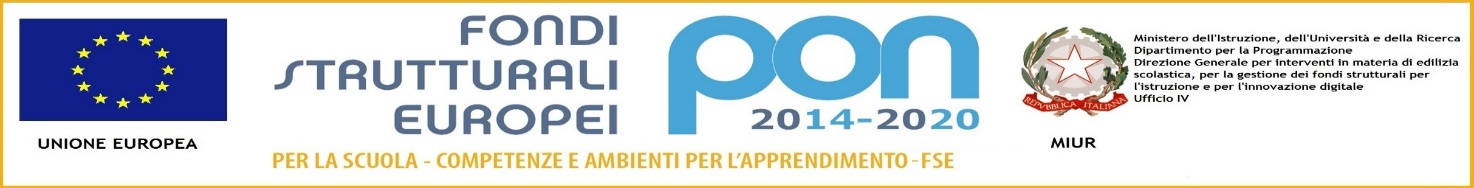 UNIONE EUROPEA
FONDI
STRUTTURALI
EUROPEI
pon
2014-2020
PER LA SCUOLA - COMPETENZE E AMBIENTI PER L'APPRENDIMENTO-FSE
REPVBBLICA ITALIANA
MIUR
Ministero dell'Istruzione, dell'Università e della Ricerca
Dipartimento per la Programmazione
Direzione Generale per interventi in materia di edilizia
scolastica, per la gestione dei fondi strutturali per
l'istruzione e per l'innovazione digitale
Ufficio IV